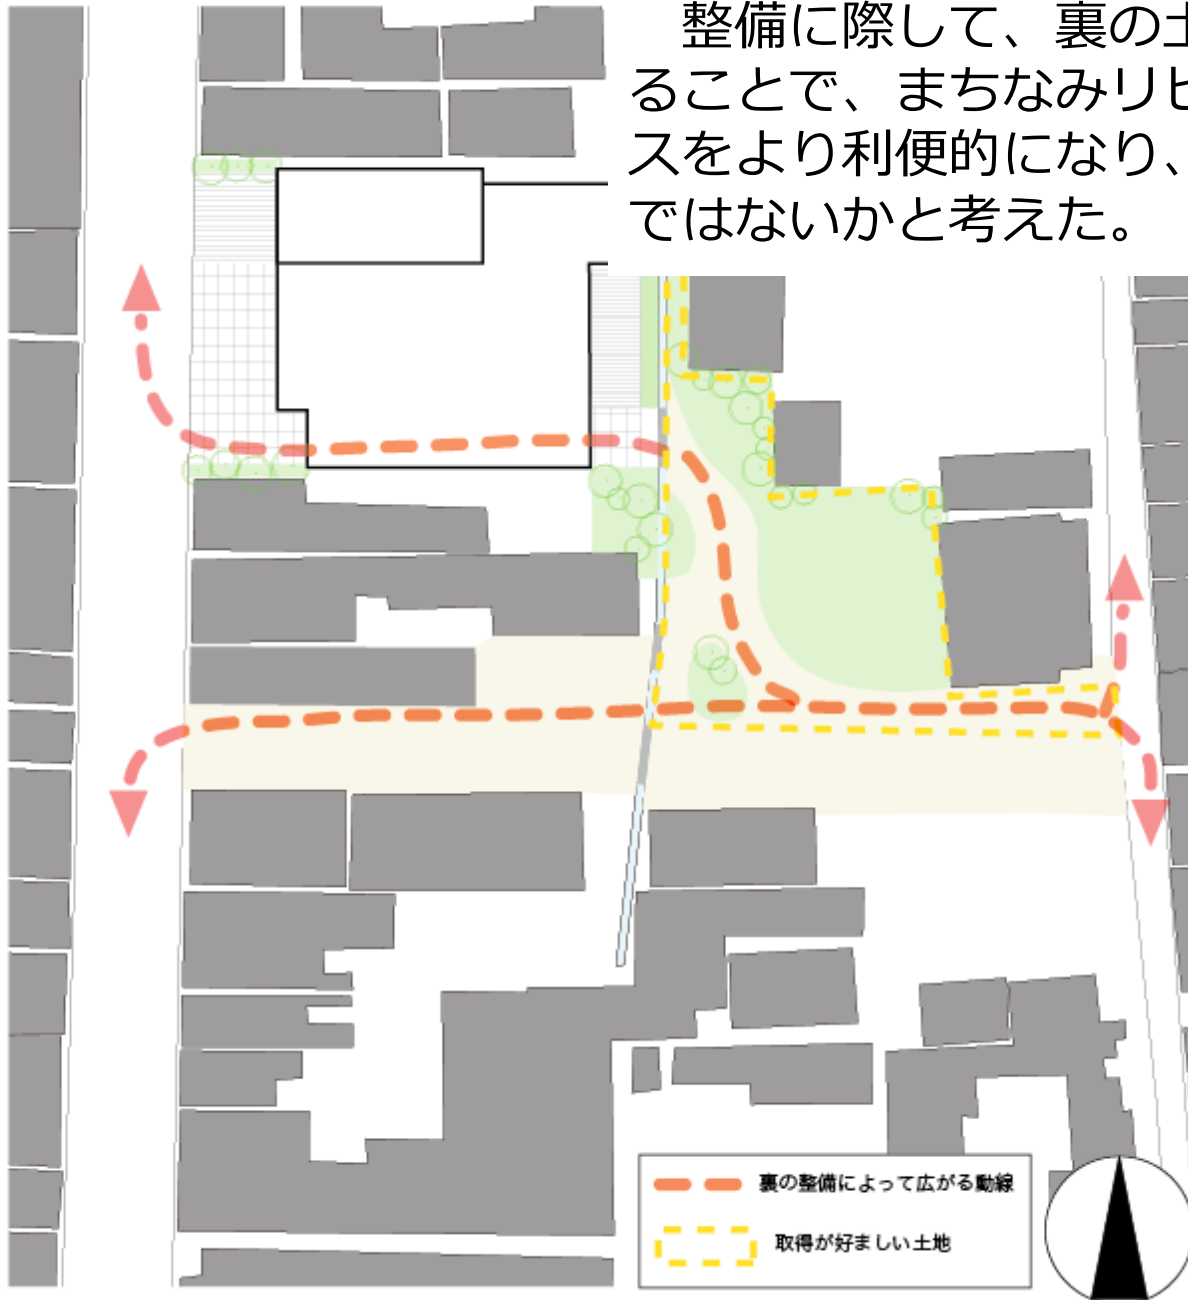 整備に際して、裏の土
ることで、まちなみリビ
スをより利便的になり、
ではないかと考えた。
裏の整備によって広がる動線
取得が好ましい土地